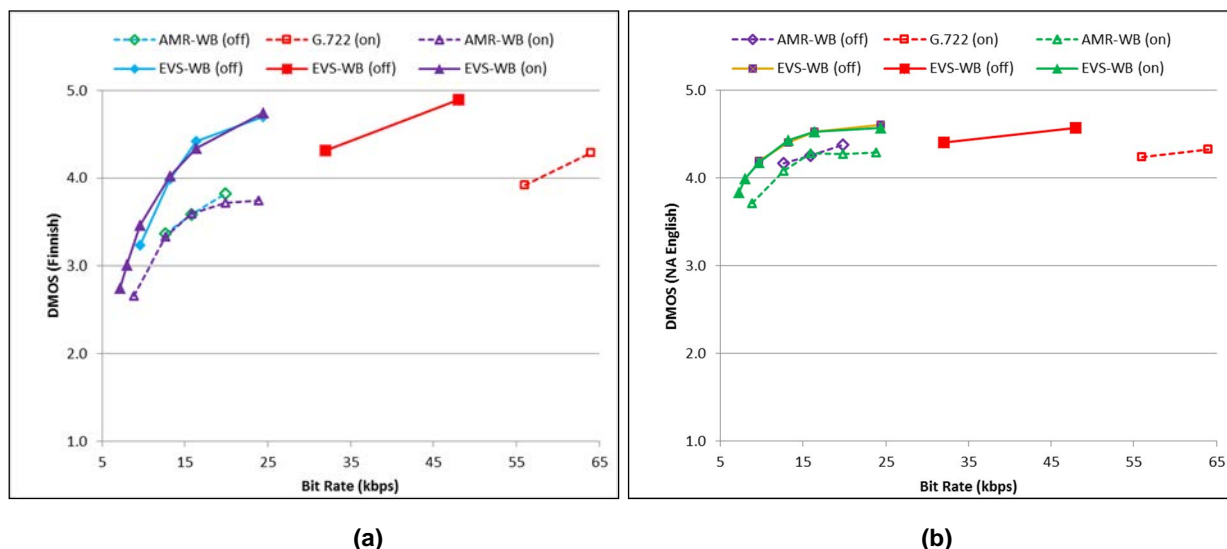 AMR-WB (off) G.722 (on) AMR-WB (on)
EVS-WB (off) EVS-WB (off) EVS-WB (on)
5.0
4.0
3.0
2.0
1.0
DMOS (Finnish)
5 15 25 35 45 55 65
Bit Rate (kbps)
(a)
AMR-WB (off) G.722 (on) AMR-WB (on)
EVS-WB (off) EVS-WB (off) EVS-WB (on)
5.0
4.0
3.0
2.0
1.0
DMOS (NA English)
5 15 25 35 45 55 65
Bit Rate (kbps)
(b)